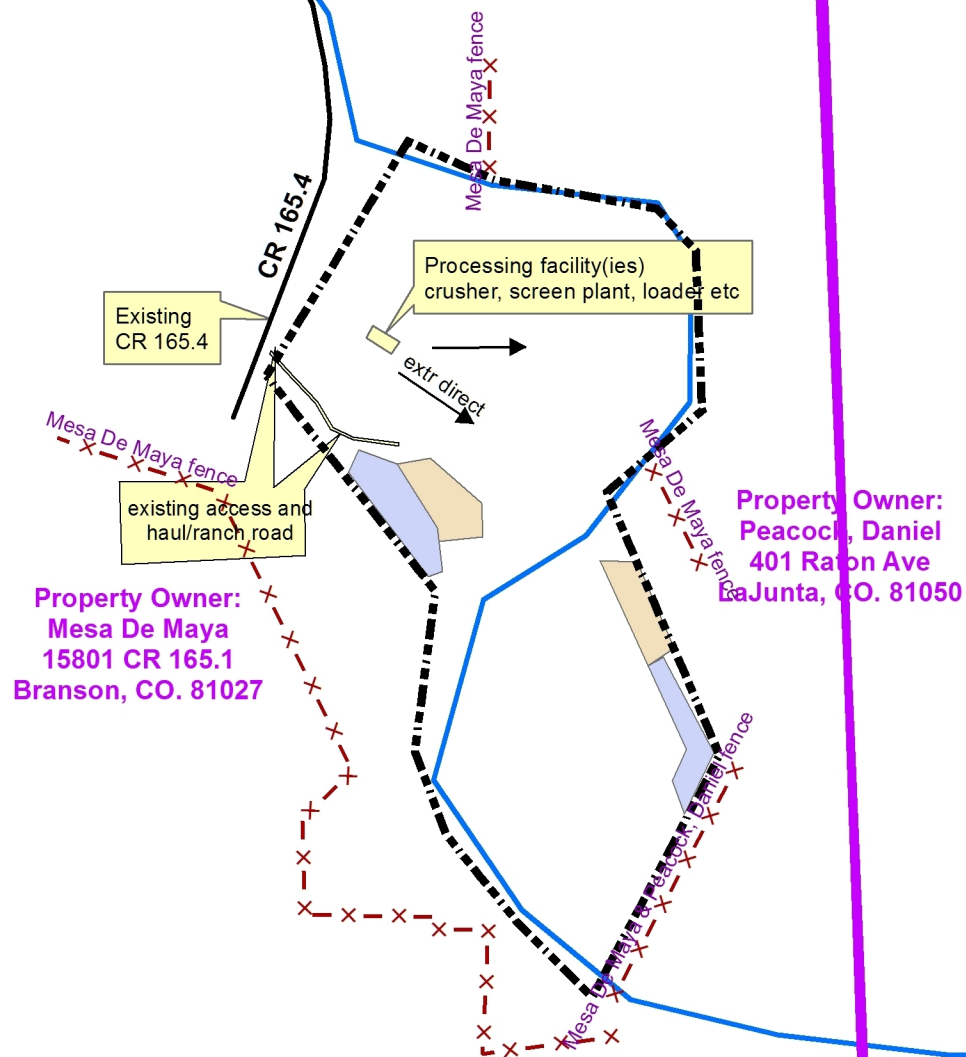 Mesa De Maya fence
CR 165.4
Processing facility(ies)
crusher, screen plant, loader etc
Existing
CR 165.4
extr direct
Mesa De Maya fence
Mesa De Maya fence
existing access and
haul/ranch road
Property Owner:
Peacock, Daniel
401 Raton Ave
LaJunta, CO. 81050
Property Owner:
Mesa De Maya
15801 CR 165.1
Branson, CO. 81027
Mesa De Maya & Peacock, Daniel fence